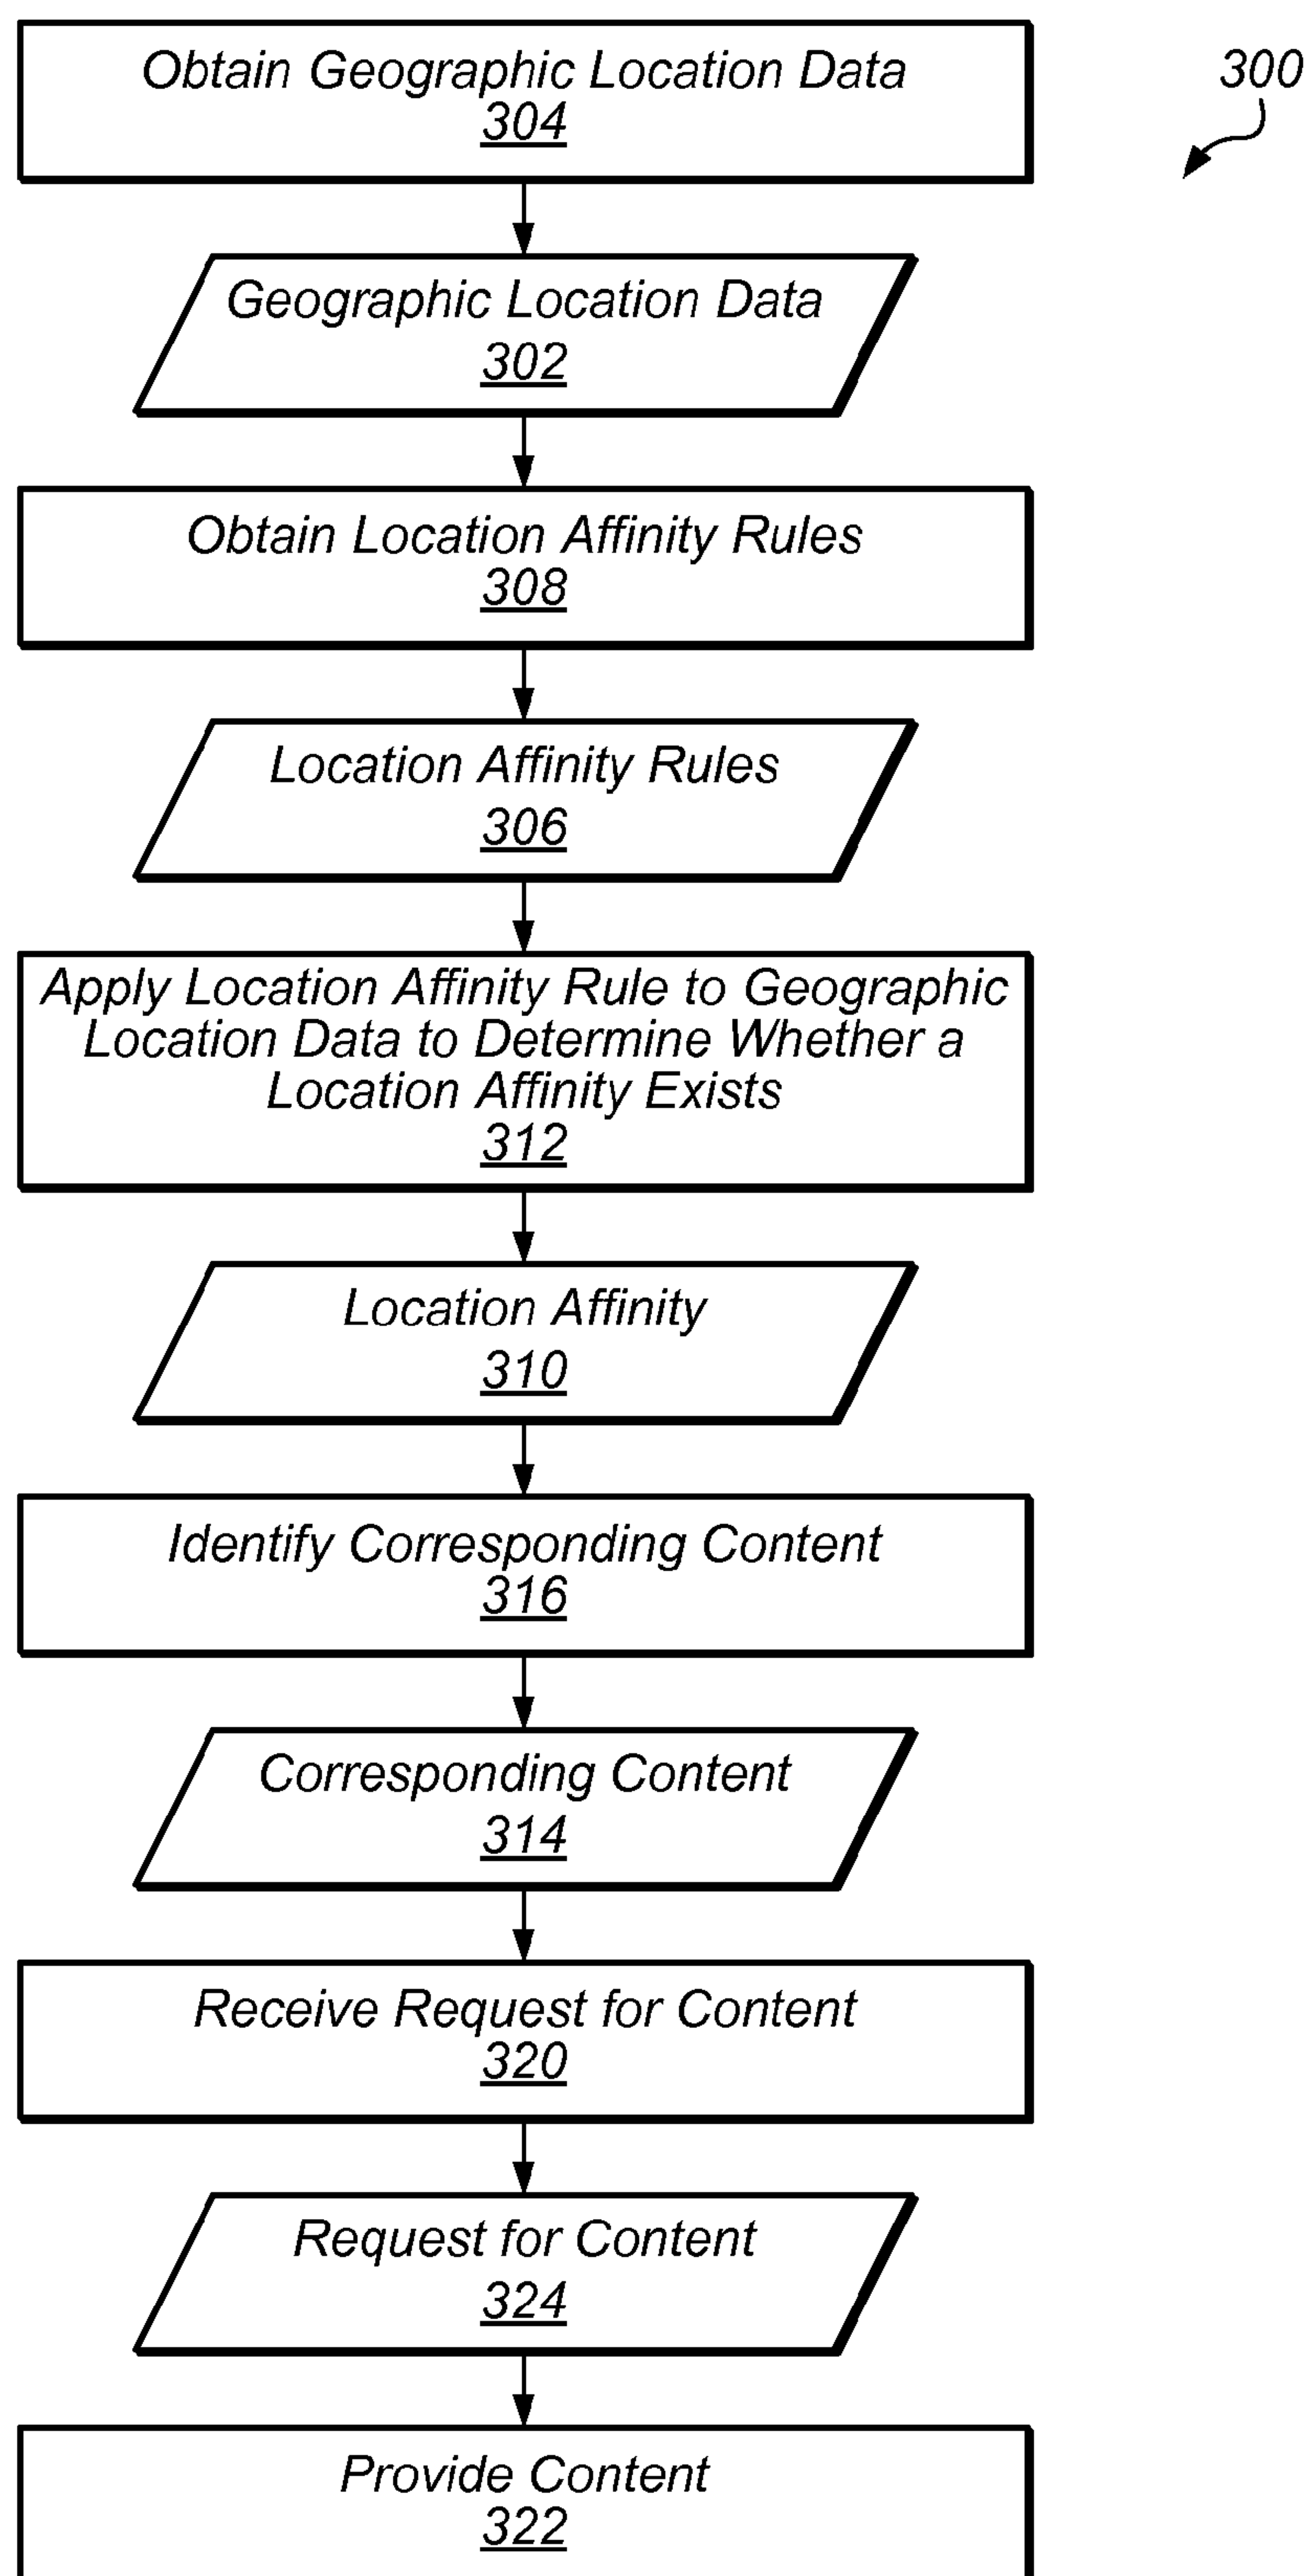 Obtain Geographic Location Data
304
300
Geographic Location Data
302
Obtain Location Affinity Rules
308
Location Affinity Rules
306
Apply Location Affinity Rule to Geographic
Location Data to Determine Whether a
Location Affinity Exists
312
Location Affinity
310
Identify Corresponding Content
316
Corresponding Content
314
Receive Request for Content
320
Request for Content
324
Provide Content
322